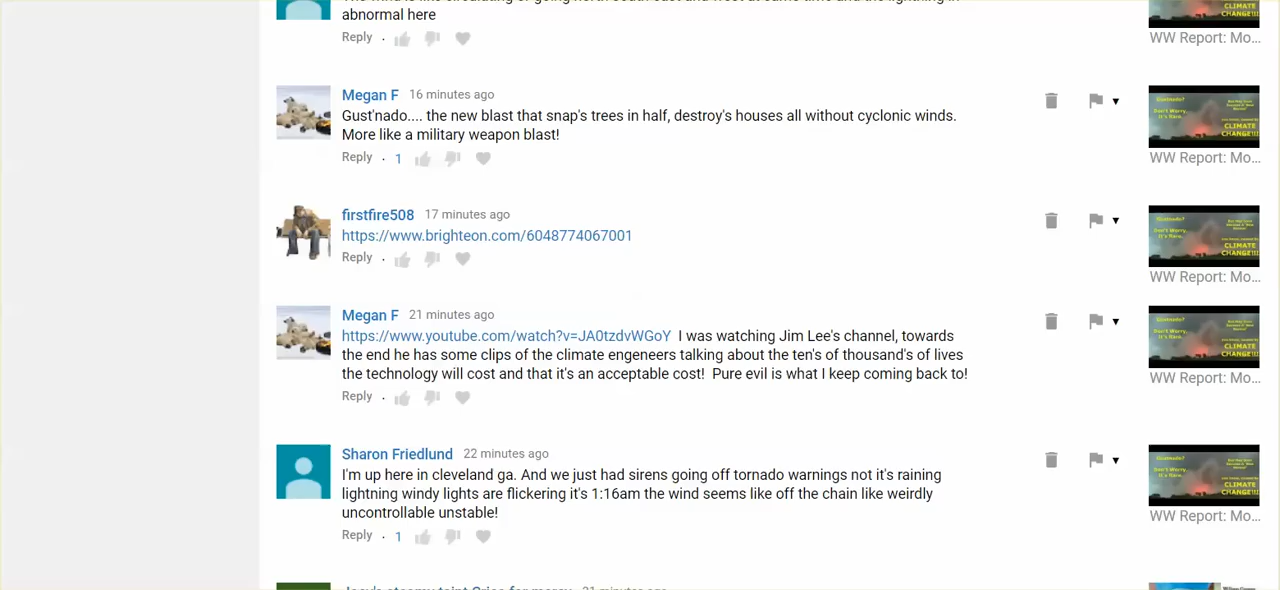 abnormal here
Reply .
WW Report: Mo...
Megan F 16 minutes ago
Gust'nado.... the new blast that snap's trees in half, destroy's houses all without cyclonic winds.
More like a military weapon blast!
Reply . 1
WW Report: Mo...
firstfire508 17 minutes ago
https://www.brighteon.com/6048774067001
Reply .
WW Report: Mo...
Megan F 21 minutes ago
https://www.youtube.com/watch?v=JA0tzdvWGoY I was watching Jim Lee's channel, towards
the end he has some clips of the climate engeneers talking about the ten's of thousand's of lives
the technology will cost and that it's an acceptable cost! Pure evil is what I keep coming back to!
Reply .
WW Report: Mo...
Sharon Friedlund 22 minutes ago
I'm up here in cleveland ga. And we just had sirens going off tornado warnings not it's raining
lightning windy lights are flickering it's 1:16am the wind seems like off the chain like weirdly
uncontrollable unstable!
Reply . 1
WW Report: Mo...
Gustnado?
Don't Worry,
It's Rare.
CLIMATE
CHANGE!!!